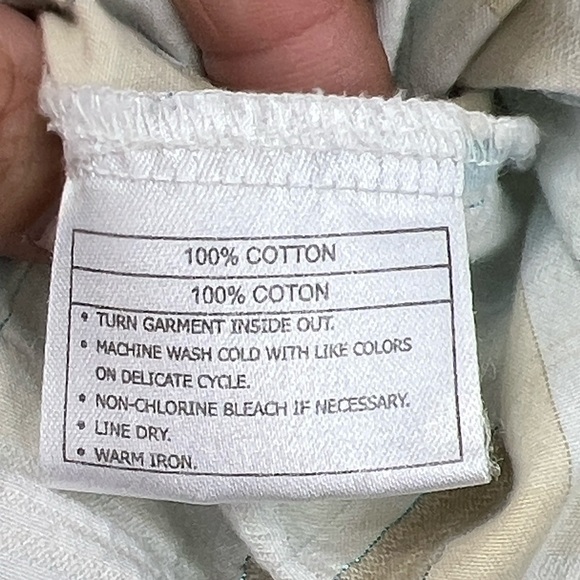 100% COTTON
100% COTON
• TURN GARMENT INSIDE OUT.
• MACHINE WASH COLD WITH LIKE COLORS
ON DELICATE CYCLE.
• NON-CHLORINE BLEACH IF NECESSARY.
• LINE DRY.
• WARM IRON.